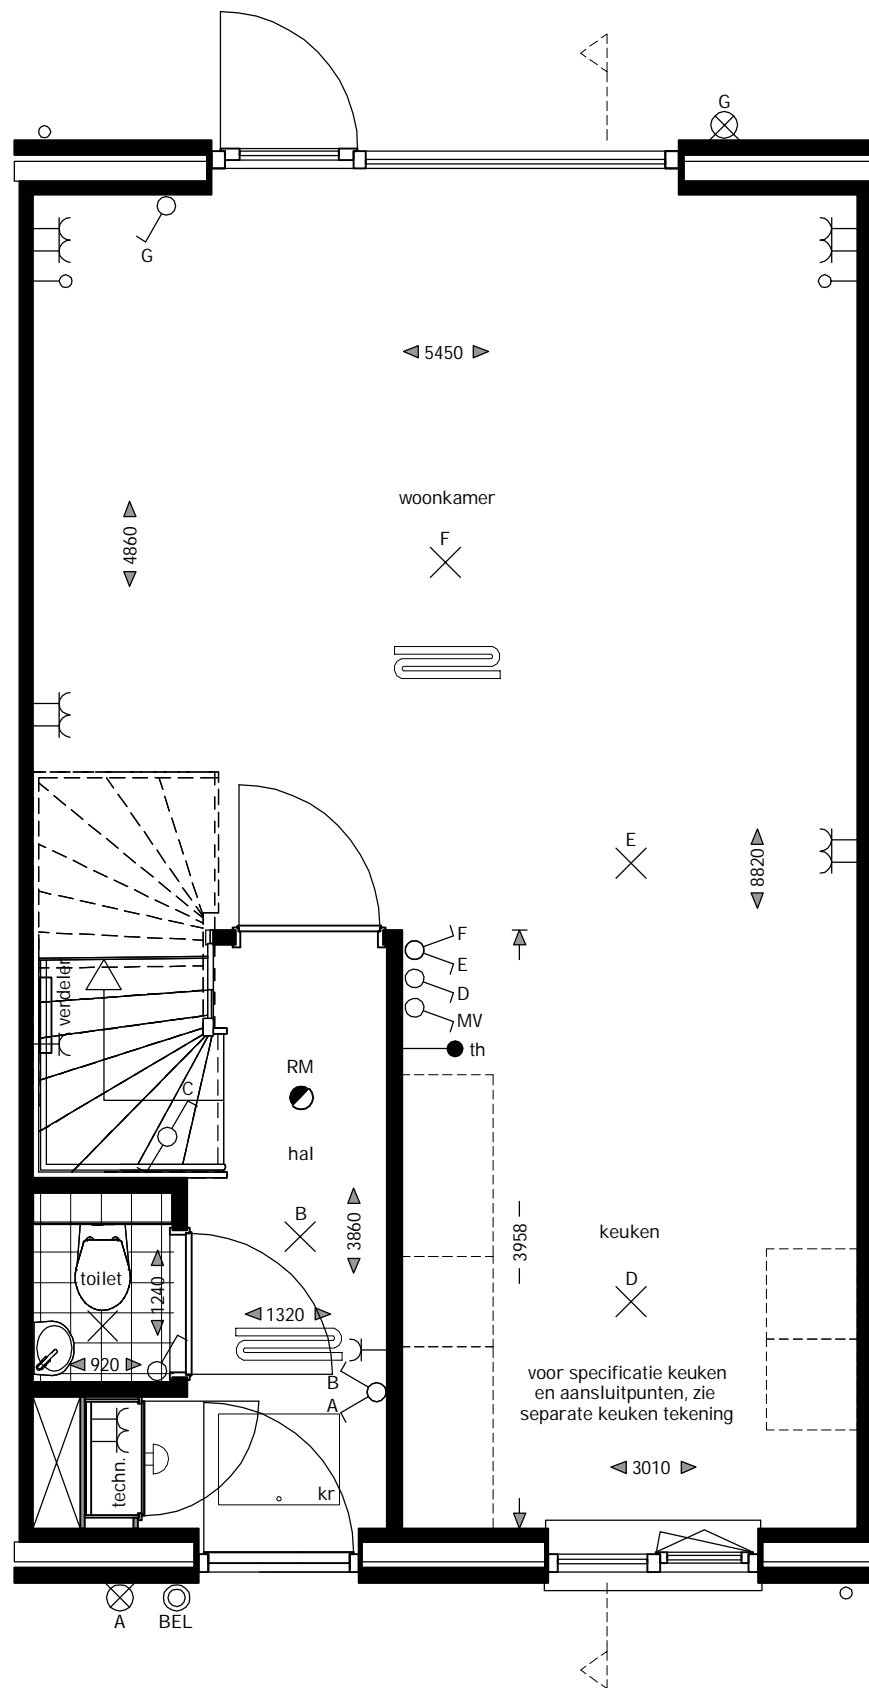 G
G
5450
woonkamer
4860
F
E
8820
F
E
verdeler
D
MV
th
RM
C
hal
B
3860
3958
keuken
toilet
1240
D
1320
920
B
voor specificatie keuken
en aansluitpunten, zie
separate keuken tekening
A
techn.
kr
3010
A
BEL